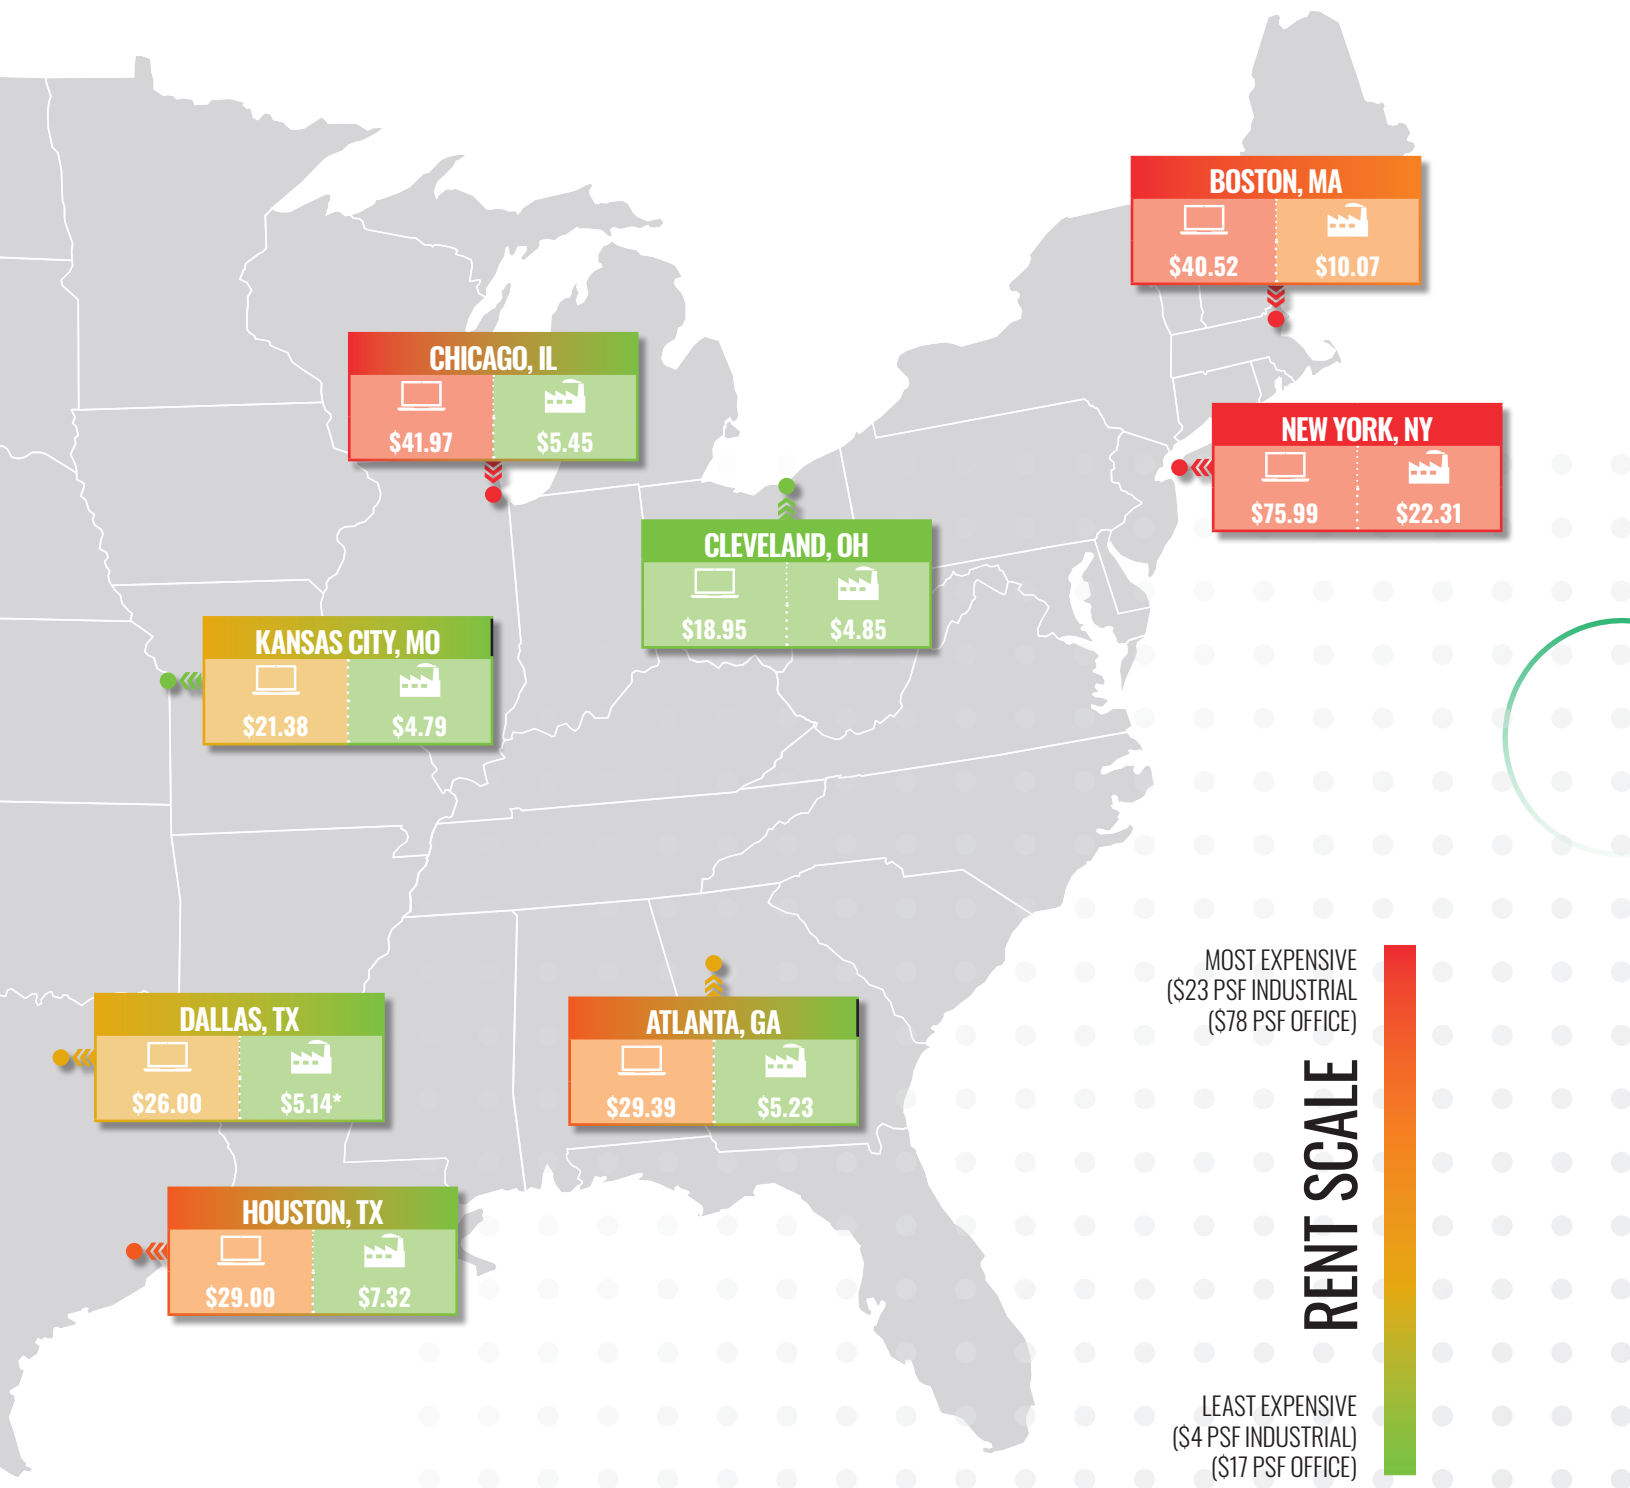 BOSTON, MA
$40.52
$10.07
CHICAGO, IL
$41.97
$5.45
NEW YORK, NY
$75.99
$22.31
CLEVELAND, OH
$18.95
$4.85
KANSAS CITY, MO
$21.38
$4.79
DALLAS, TX
$26.00
$5.14*
ATLANTA, GA
$29.39
$5.23
HOUSTON, TX
$29.00
$7.32
MOST EXPENSIVE
($23 PSF INDUSTRIAL
($78 PSF OFFICE)
RENT SCALE
LEAST EXPENSIVE
($4 PSF INDUSTRIAL)
($17 PSF OFFICE)